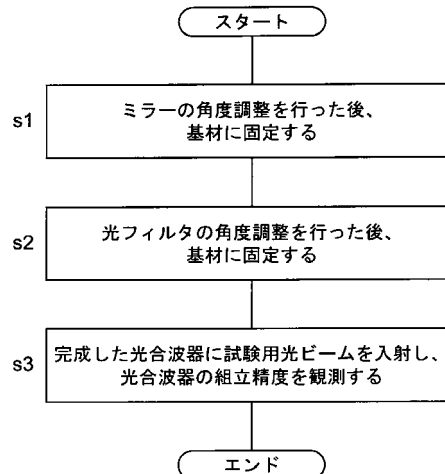 スタート
s1
ミラーの角度調整を行った後、
基材に固定する
s2
光フィルタの角度調整を行った後、
基材に固定する
s3
完成した光合波器に試験用光ビームを入射し、
光合波器の組立精度を観測する
エンド